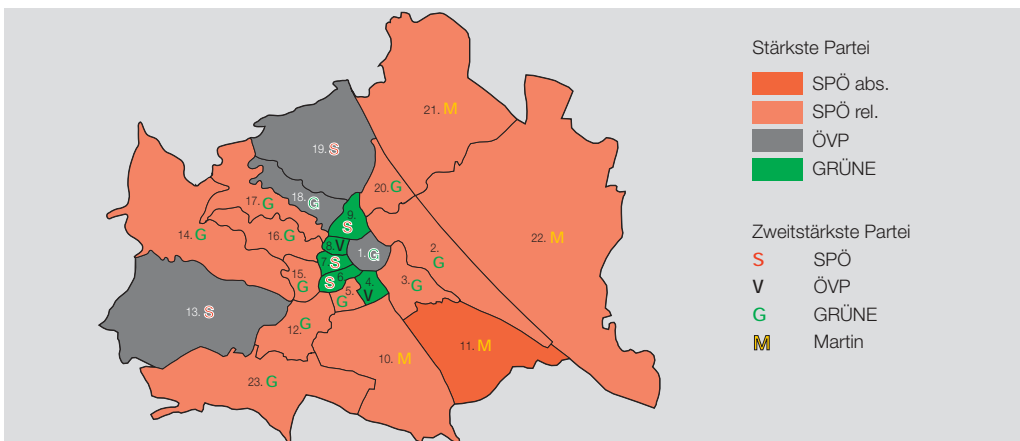 Stärkste Partei
SPÖ abs.
SPÖ rel.
ÖVP
GRÜNE
Zweitstärkste Partei
S SPÖ
V ÖVP
G GRÜNE
M Martin
21. M
19. S
20. G
18. G
17. G
9. S
16. G
14. G
8. V
1. G
2. G
22. M
7. S
15. G
6. S
5. G
4. V
3. G
13. S
12. G
10. M
11. M
23. G